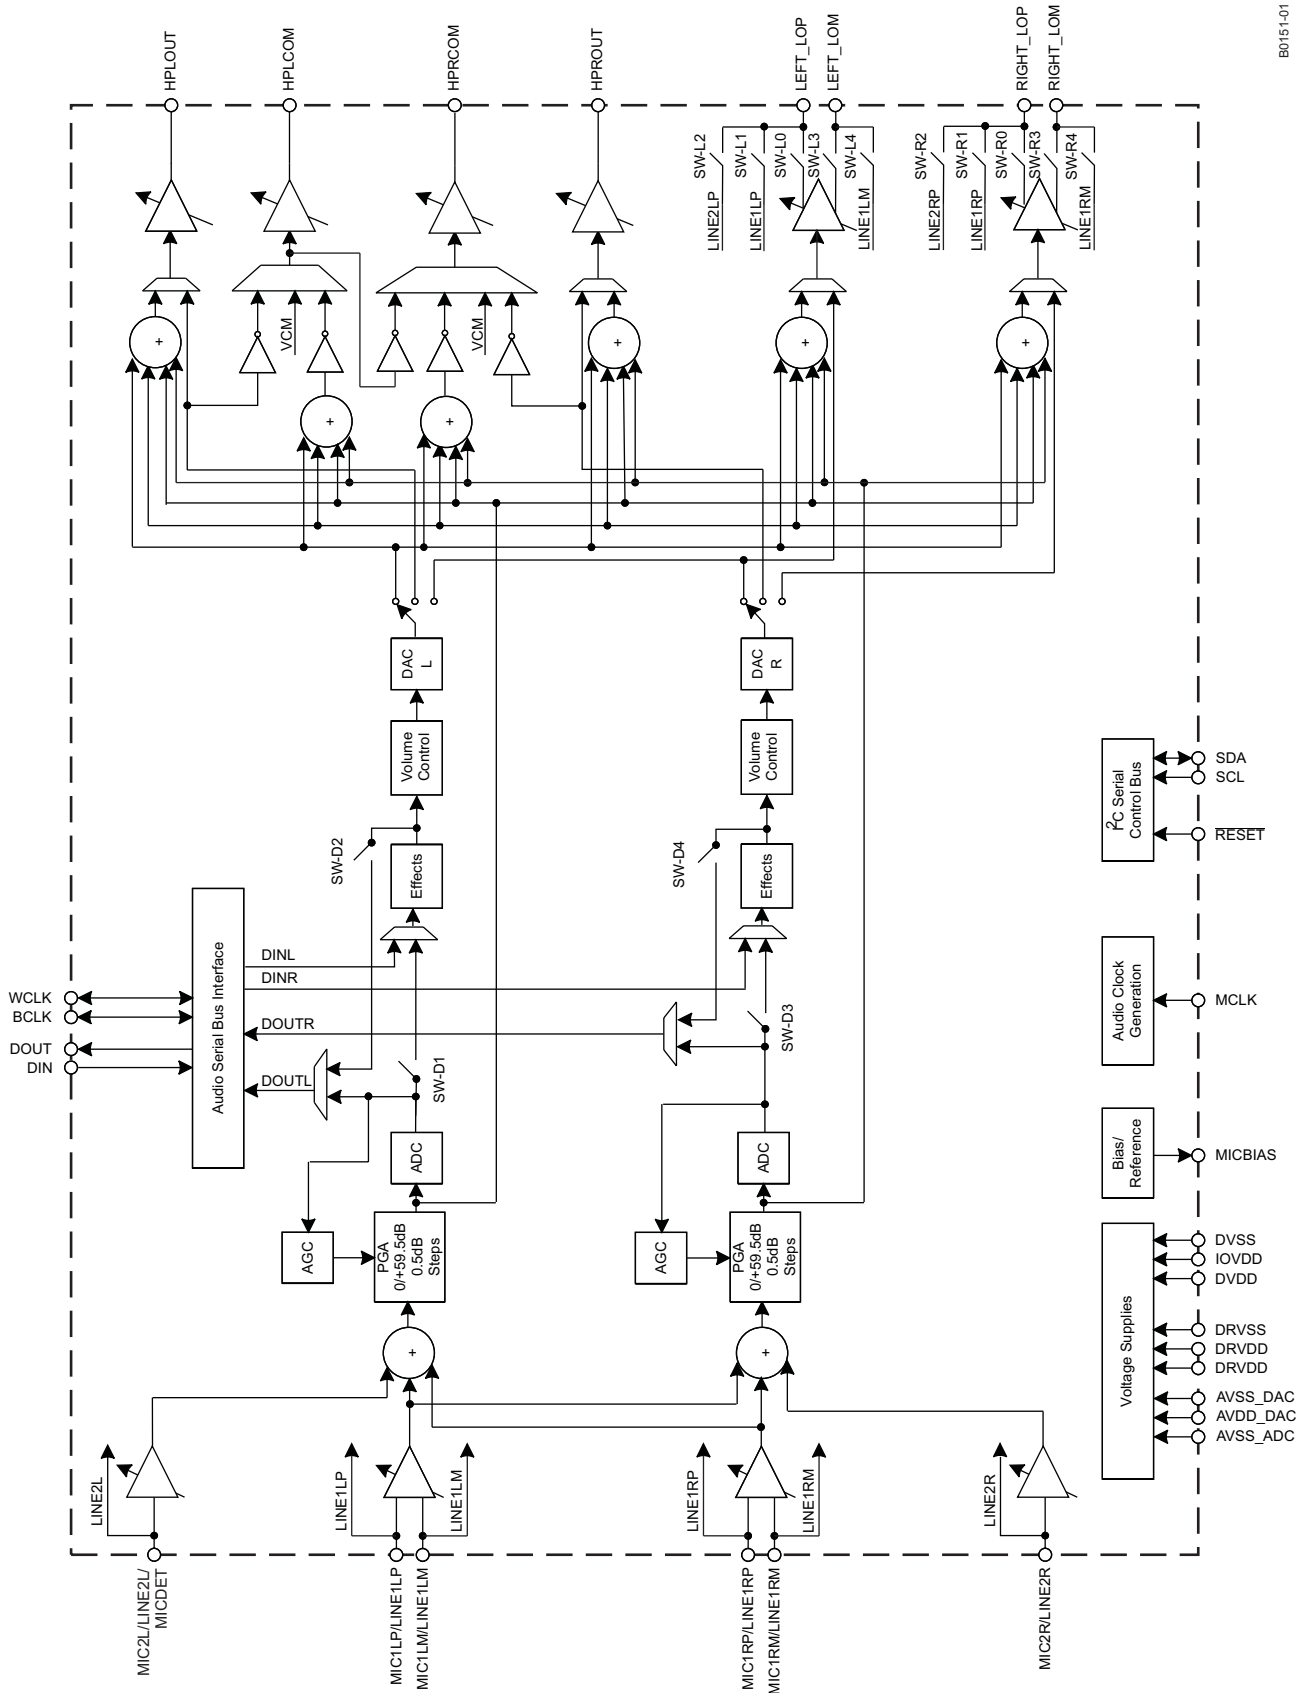 B0151-01
HPLOUT
HPLCOM
HPRCOM
HPROUT
LEFT_LOP
LEFT_LOM
RIGHT_LOP
RIGHT_LOM
SW-L2
SW-L1
SW-L0
SW-L3
SW-L4
LINE2LP
LINE1LP
LINE1LM
SW-R2
SW-R1
SW-R0
SW-R3
SW-R4
LINE2RP
LINE1RP
LINE1RM
VCM
VCM
+
+
+
+
+
+
DAC
L
DAC
R
Volume
Control
Volume
Control
SW-D2
SW-D4
Effects
Effects
I2C Serial
Control Bus
SDA
SCL
RESET
Audio Serial Bus Interface
WCLK
BCLK
DOUT
DIN
DINL
DINR
DOUTR
DOUTL
SW-D1
SW-D3
Audio Clock
Generation
MCLK
ADC
ADC
Bias/
Reference
MICBIAS
AGC
PGA
0/+59.5dB
0.5dB
Steps
AGC
PGA
0/+59.5dB
0.5dB
Steps
Voltage Supplies
DVSS
IOVDD
DVDD
DRVSS
DRVDD
DRVDD
AVSS_DAC
AVDD_DAC
AVSS_ADC
+
+
LINE2L
LINE1LP
LINE1LM
LINE1RP
LINE1RM
LINE2R
MIC2L/LINE2L/
MICDET
MIC1LP/LINE1LP
MIC1LM/LINE1LM
MIC1RP/LINE1RP
MIC1RM/LINE1RM
MIC2R/LINE2R